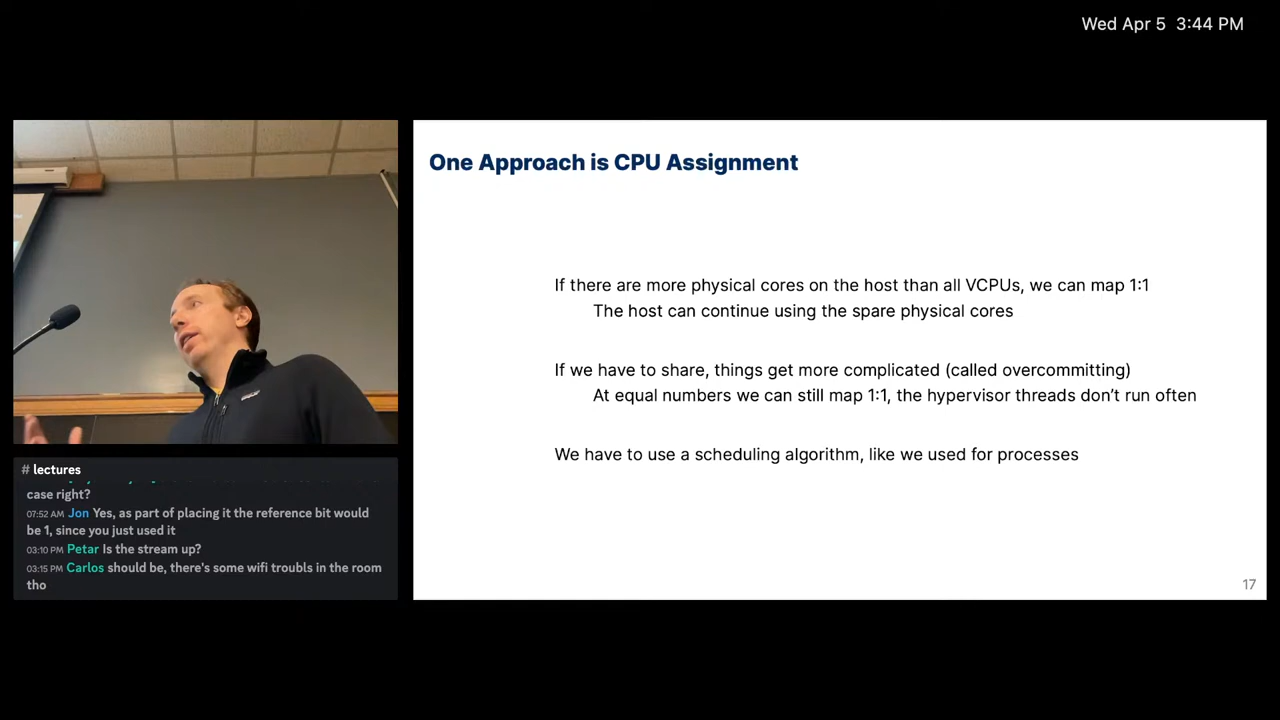 Wed Apr 5 3:44 PM
One Approach is CPU Assignment
If there are more physical cores on the host than all VCPUs, we can map 1:1
The host can continue using the spare physical cores
If we have to share, things get more complicated (called overcommitting)
At equal numbers we can still map 1:1, the hypervisor threads don’t run often
We have to use a scheduling algorithm, like we used for processes
17
# lectures
case right?
07:52 AM Jon Yes, as part of placing it the reference bit would
be 1, since you just used it
03:10 PM Petar Is the stream up?
03:15 PM Carlos should be, there's some wifi troubls in the room
tho